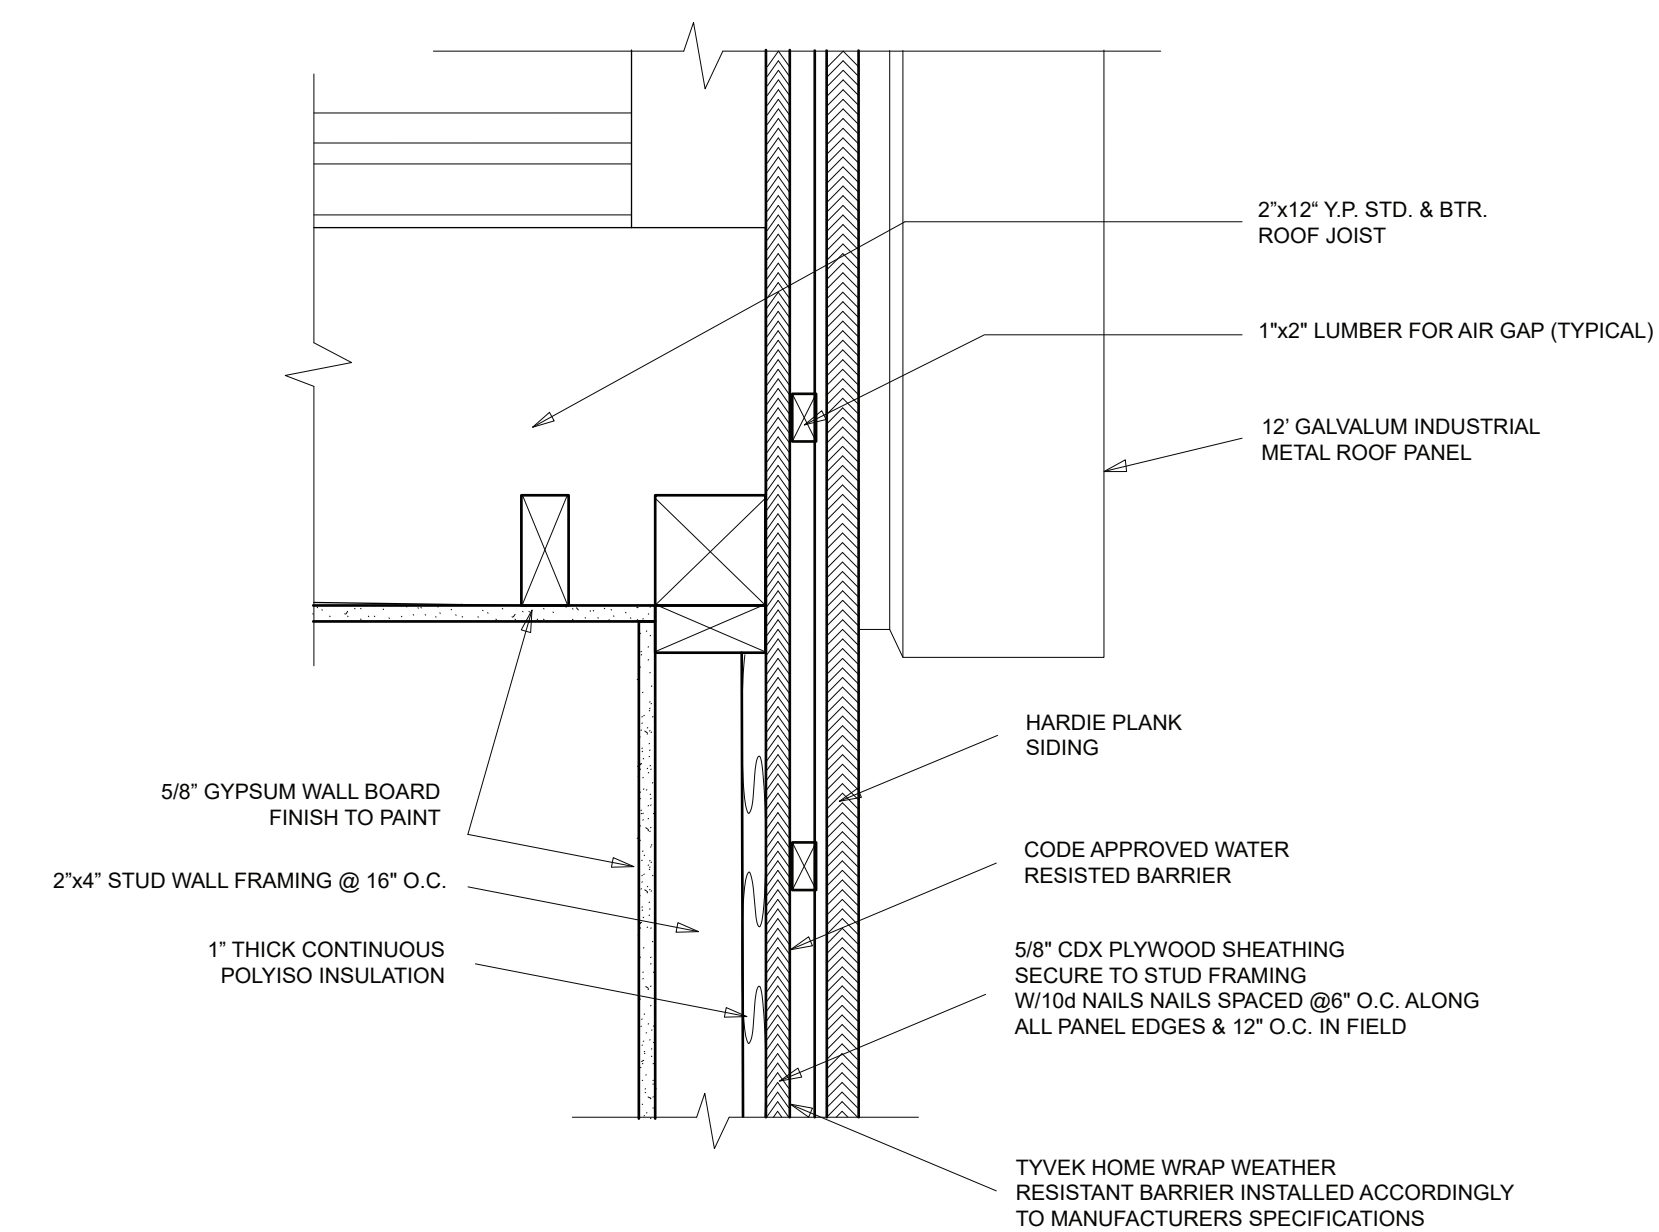 2”x12“ Y.P. STD. & BTR.
ROOF JOIST
1"x2" LUMBER FOR AIR GAP (TYPICAL)
12’ GALVALUM INDUSTRIAL
METAL ROOF PANEL
HARDIE PLANK
SIDING
5/8” GYPSUM WALL BOARD
FINISH TO PAINT
2”x4” STUD WALL FRAMING @ 16" O.C.
1” THICK CONTINUOUS
POLYISO INSULATION
CODE APPROVED WATER
RESISTED BARRIER
5/8" CDX PLYWOOD SHEATHING
SECURE TO STUD FRAMING
W/10d NAILS NAILS SPACED @6" O.C. ALONG
ALL PANEL EDGES & 12" O.C. IN FIELD
TYVEK HOME WRAP WEATHER
RESISTANT BARRIER INSTALLED ACCORDINGLY
TO MANUFACTURERS SPECIFICATIONS